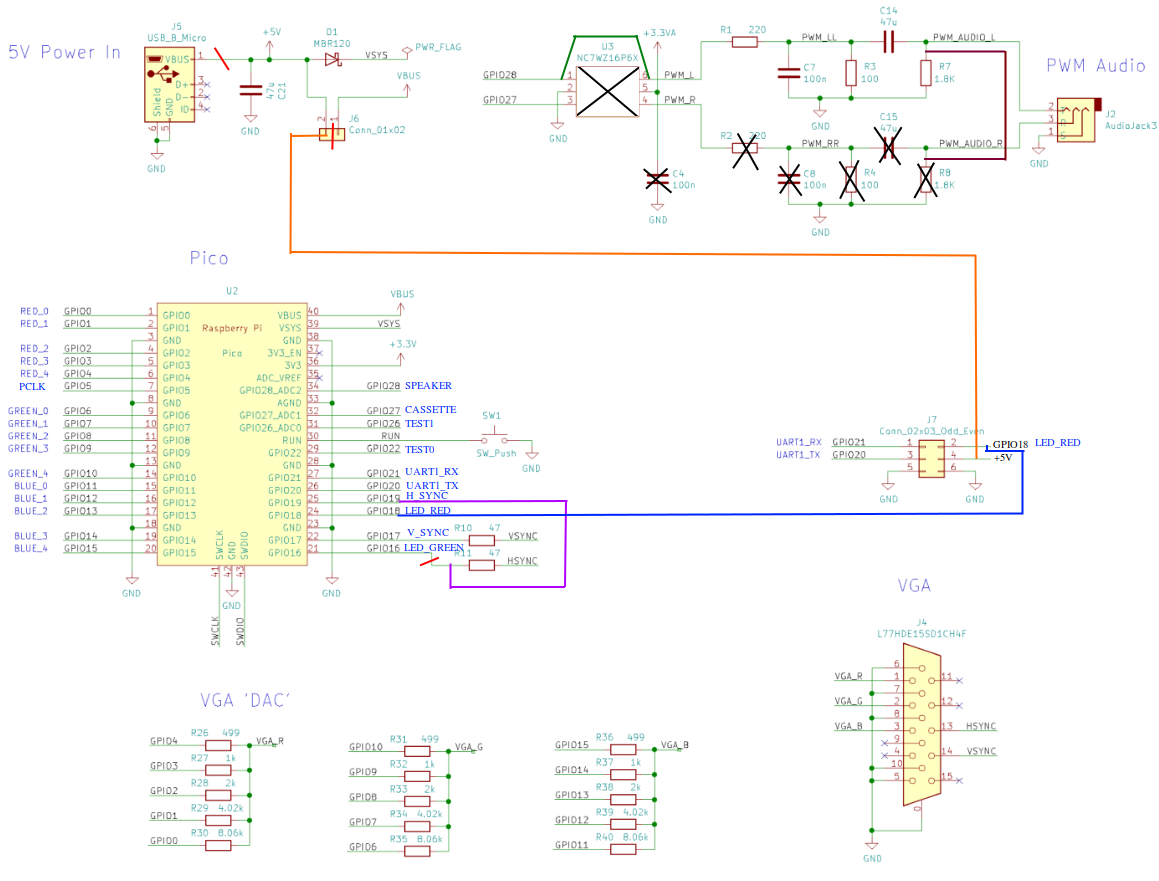 5V Power In
J5
USB_B_Micro
VBUS 1
D+ 3
D- 2
ID 4
Shield
GND
6 5
GND
+5V
47u
C21
GND
D1
MBR120
VSYS
PWR_FLAG
VBUS
2 1
J6
Conn_01x02
GPIO28
GPIO27
GND
U3
NC7WZ16P6X
1 6
2 5
3 4
+3.3VA
PWM_L
PWM_R
C4
100n
GND
R1 220
PWM_LL
C7
100n
R3
100
GND
C14
47u
PWM_AUDIO_L
R7
1.8K
R2 220
PWM_RR
C8
100n
R4
100
GND
C15
47u
PWM_AUDIO_R
R8
1.8K
PWM Audio
2 T
3 R
1 S
J2
AudioJack3
GND
Pico
U2
Raspberry Pi
Pico
RED_0 GPIO0 1 GPIO0
RED_1 GPIO1 2 GPIO1
3 GND
RED_2 GPIO2 4 GPIO2
RED_3 GPIO3 5 GPIO3
RED_4 GPIO4 6 GPIO4
PCLK GPIO5 7 GPIO5
8 GND
GREEN_0 GPIO6 9 GPIO6
GREEN_1 GPIO7 10 GPIO7
GREEN_2 GPIO8 11 GPIO8
GREEN_3 GPIO9 12 GPIO9
13 GND
GREEN_4 GPIO10 14 GPIO10
BLUE_0 GPIO11 15 GPIO11
BLUE_1 GPIO12 16 GPIO12
BLUE_2 GPIO13 17 GPIO13
18 GND
BLUE_3 GPIO14 19 GPIO14
BLUE_4 GPIO15 20 GPIO15
VBUS 40 VBUS
VSYS 39 VSYS
GND 38
3V3_EN 37
3V3 36 +3.3V
ADC_VREF 35
GPIO28_ADC2 34 GPIO28 SPEAKER
AGND 33
GPIO27_ADC1 32 GPIO27 CASSETTE
GPIO26_ADC0 31 GPIO26 TEST1
RUN 30 RUN
GPIO22 29 GPIO22 TEST0
GND 28
GPIO21 27 GPIO21 UART1_RX
GPIO20 26 GPIO20 UART1_TX
GPIO19 25 GPIO19 H_SYNC
GPIO18 24 GPIO18 LED_RED
GND 23
GPIO17 22 GPIO17 V_SYNC
GPIO16 21 GPIO16 LED_GREEN
SWCLK
GND
SWDIO
41 42 43
GND
GND
GND
SWCLK
SWDIO
SW1
SW_Push
GND
R10 47 VSYNC
R11 47 HSYNC
J7
Conn_02x03_Odd_Even
UART1_RX GPIO21 1 2 GPIO18 LED_RED
UART1_TX GPIO20 3 4 +5V
5 6
GND GND
VGA
J4
L77HDE15SD1CH4F
6
VGA_R 1 11
7
VGA_G 2 12
8
VGA_B 3 13 HSYNC
9
4 14 VSYNC
10
5 15
0
GND
VGA 'DAC'
R26 499
GPIO4 VGA_R
R27 1k
GPIO3
R28 2k
GPIO2
R29 4.02k
GPIO1
R30 8.06k
GPIO0
R31 499
GPIO10 VGA_G
R32 1k
GPIO9
R33 2k
GPIO8
R34 4.02k
GPIO7
R35 8.06k
GPIO6
R36 499
GPIO15 VGA_B
R37 1k
GPIO14
R38 2k
GPIO13
R39 4.02k
GPIO12
R40 8.06k
GPIO11